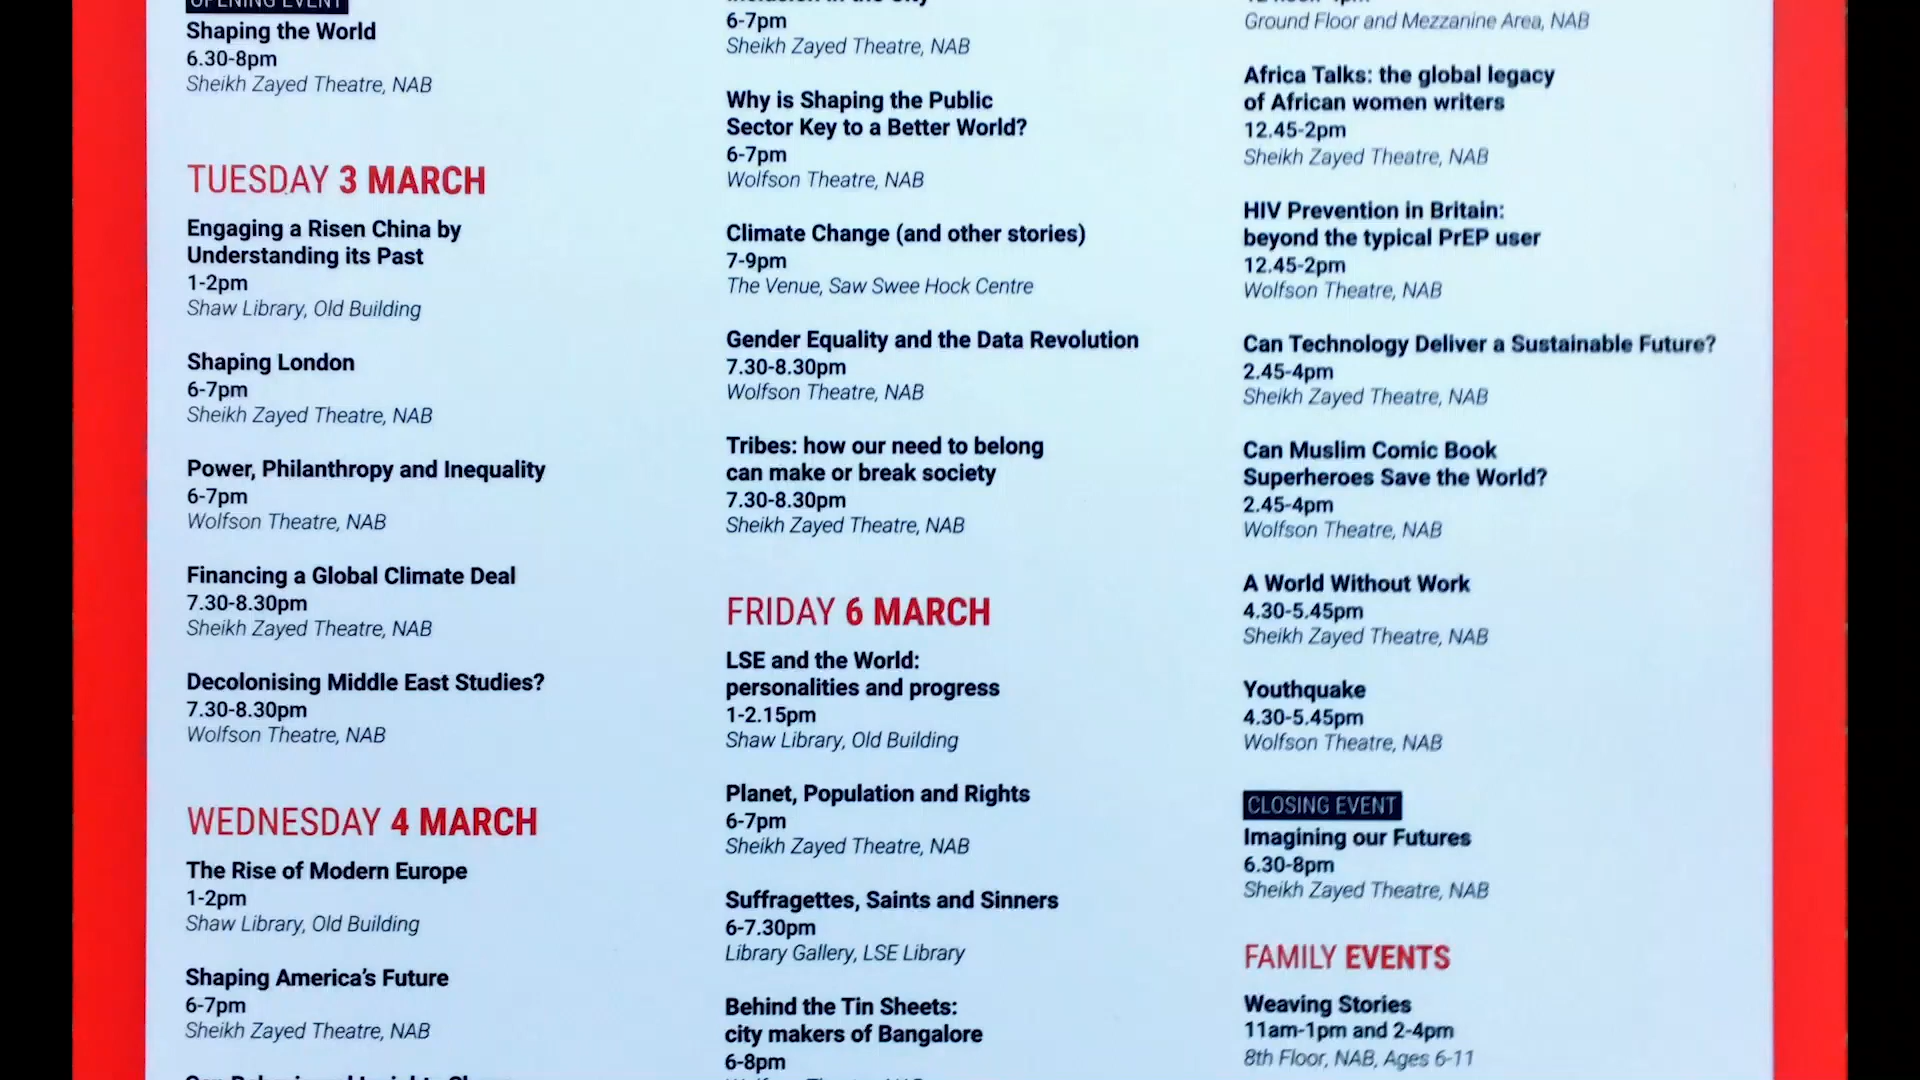 OPENING EVENT
Shaping the World
6.30-8pm
Sheikh Zayed Theatre, NAB
TUESDAY 3 MARCH
Engaging a Risen China by
Understanding its Past
1-2pm
Shaw Library, Old Building
Shaping London
6-7pm
Sheikh Zayed Theatre, NAB
Power, Philanthropy and Inequality
6-7pm
Wolfson Theatre, NAB
Financing a Global Climate Deal
7.30-8.30pm
Sheikh Zayed Theatre, NAB
Decolonising Middle East Studies?
7.30-8.30pm
Wolfson Theatre, NAB
WEDNESDAY 4 MARCH
The Rise of Modern Europe
1-2pm
Shaw Library, Old Building
Shaping America's Future
6-7pm
Sheikh Zayed Theatre, NAB
in the City
6-7pm
Sheikh Zayed Theatre, NAB
Why is Shaping the Public
Sector Key to a Better World?
6-7pm
Wolfson Theatre, NAB
Climate Change (and other stories)
7-9pm
The Venue, Saw Swee Hock Centre
Gender Equality and the Data Revolution
7.30-8.30pm
Wolfson Theatre, NAB
Tribes: how our need to belong
can make or break society
7.30-8.30pm
Sheikh Zayed Theatre, NAB
FRIDAY 6 MARCH
LSE and the World:
personalities and progress
1-2.15pm
Shaw Library, Old Building
Planet, Population and Rights
6-7pm
Sheikh Zayed Theatre, NAB
Suffragettes, Saints and Sinners
6-7.30pm
Library Gallery, LSE Library
Behind the Tin Sheets:
city makers of Bangalore
6-8pm
Ground Floor and Mezzanine Area, NAB
Africa Talks: the global legacy
of African women writers
12.45-2pm
Sheikh Zayed Theatre, NAB
HIV Prevention in Britain:
beyond the typical PrEP user
12.45-2pm
Wolfson Theatre, NAB
Can Technology Deliver a Sustainable Future?
2.45-4pm
Sheikh Zayed Theatre, NAB
Can Muslim Comic Book
Superheroes Save the World?
2.45-4pm
Wolfson Theatre, NAB
A World Without Work
4.30-5.45pm
Sheikh Zayed Theatre, NAB
Youthquake
4.30-5.45pm
Wolfson Theatre, NAB
CLOSING EVENT
Imagining our Futures
6.30-8pm
Sheikh Zayed Theatre, NAB
FAMILY EVENTS
Weaving Stories
11am-1pm and 2-4pm
8th Floor, NAB, Ages 6-11